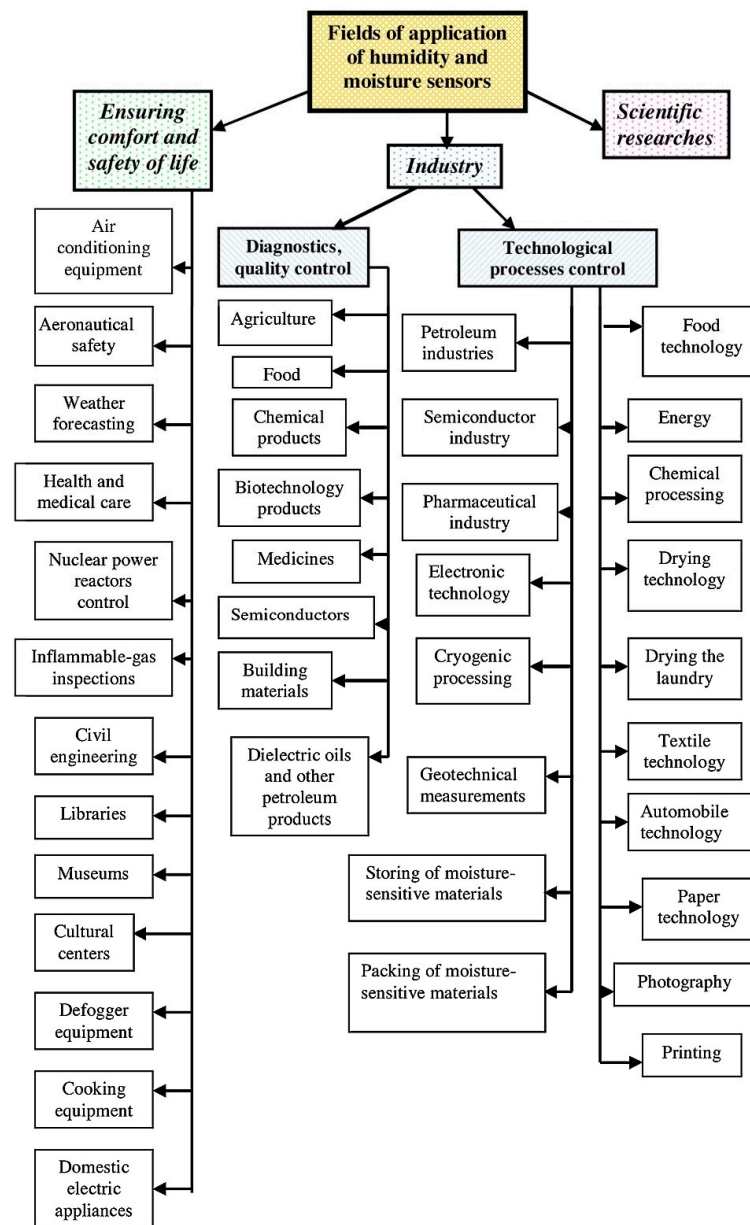 Fields of application
of humidity and
moisture sensors
Ensuring
comfort and
safety of life
Scientific
researches
Industry
Air
conditioning
equipment
Aeronautical
safety
Weather
forecasting
Health and
medical care
Nuclear power
reactors
control
Inflammable-gas
inspections
Civil
engineering
Libraries
Museums
Cultural
centers
Defogger
equipment
Cooking
equipment
Domestic
electric
appliances
Diagnostics,
quality control
Agriculture
Food
Chemical
products
Biotechnology
products
Medicines
Semiconductors
Building
materials
Dielectric oils
and other
petroleum
products
Technological
processes control
Petroleum
industries
Semiconductor
industry
Pharmaceutical
industry
Electronic
technology
Cryogenic
processing
Geotechnical
measurements
Storing of moisture-
sensitive materials
Packing of moisture-
sensitive materials
Food
technology
Energy
Chemical
processing
Drying
technology
Drying the
laundry
Textile
technology
Automobile
technology
Paper
technology
Photography
Printing